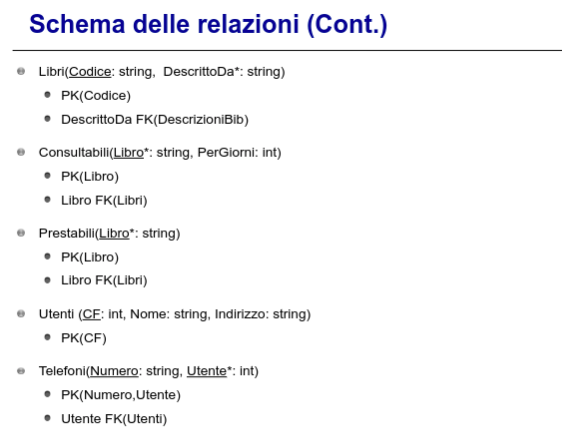 Schema delle relazioni (Cont.)
Libri(Codice: string, DescrittoDa*: string)
PK(Codice)
DescrittoDa FK(DescrizioniBib)
Consultabili(Libro*: string, PerGiorni: int)
PK(Libro)
Libro FK(Libri)
Prestabili(Libro*: string)
PK(Libro)
Libro FK(Libri)
Utenti (CF: int, Nome: string, Indirizzo: string)
PK(CF)
Telefoni(Numero: string, Utente*: int)
PK(Numero,Utente)
Utente FK(Utenti)